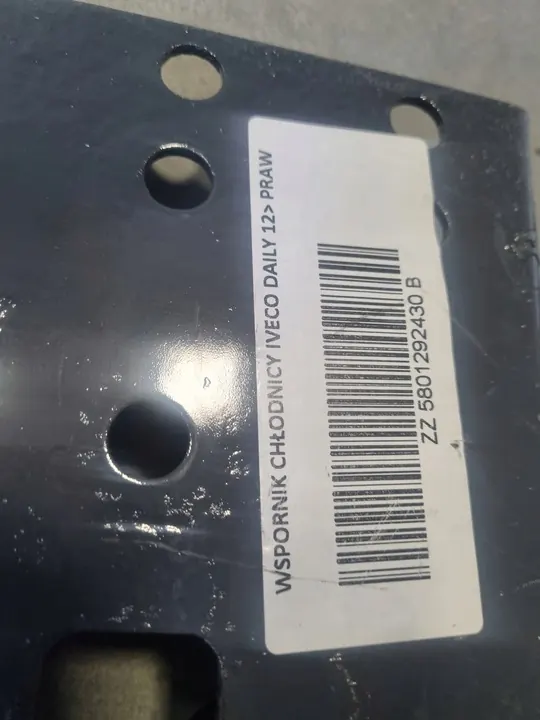 WSPORNIK CHŁODNICY IVECO DAILY 12> PRAW
ZZ 5801292430 B